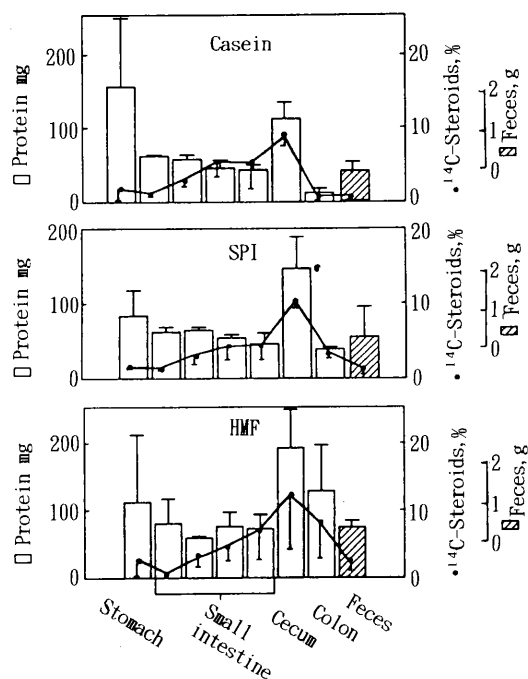 Casein
200
100
0
▯ Protein mg
20
10
0
• ¹⁴C-Steroids, %
2
1
0
▨ Feces, g
SPI
200
100
0
▯ Protein mg
20
10
0
• ¹⁴C-Steroids, %
2
1
0
▨ Feces, g
HMF
200
100
0
▯ Protein mg
20
10
0
• ¹⁴C-Steroids, %
2
1
0
▨ Feces, g
Stomach
Small
intestine
Cecum
Colon
Feces